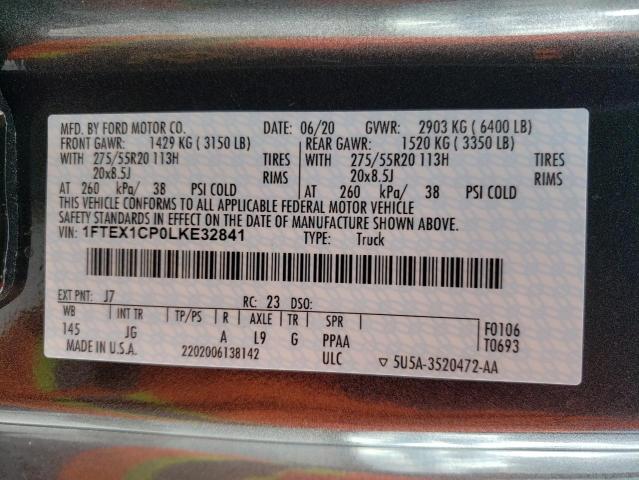 MFD. BY FORD MOTOR CO. DATE: 06/20 GVWR: 2903 KG ( 6400 LB)
FRONT GAWR: 1429 KG ( 3150 LB) REAR GAWR: 1520 KG ( 3350 LB)
WITH 275/55R20 113H TIRES WITH 275/55R20 113H TIRES
20x8.5J RIMS 20x8.5J RIMS
AT 260 kPa/ 38 PSI COLD AT 260 kPa/ 38 PSI COLD
THIS VEHICLE CONFORMS TO ALL APPLICABLE FEDERAL MOTOR VEHICLE
SAFETY STANDARDS IN EFFECT ON THE DATE OF MANUFACTURE SHOWN ABOVE.
VIN: 1FTEX1CP0LKE32841 TYPE: Truck
EXT PNT: J7 RC: 23 DSO:
WB INT TR TP/PS R AXLE TR SPR F0106
145 JG A L9 G PPAA T0693
MADE IN U.S.A. 2202006138142 ULC ▽ 5U5A-3520472-AA